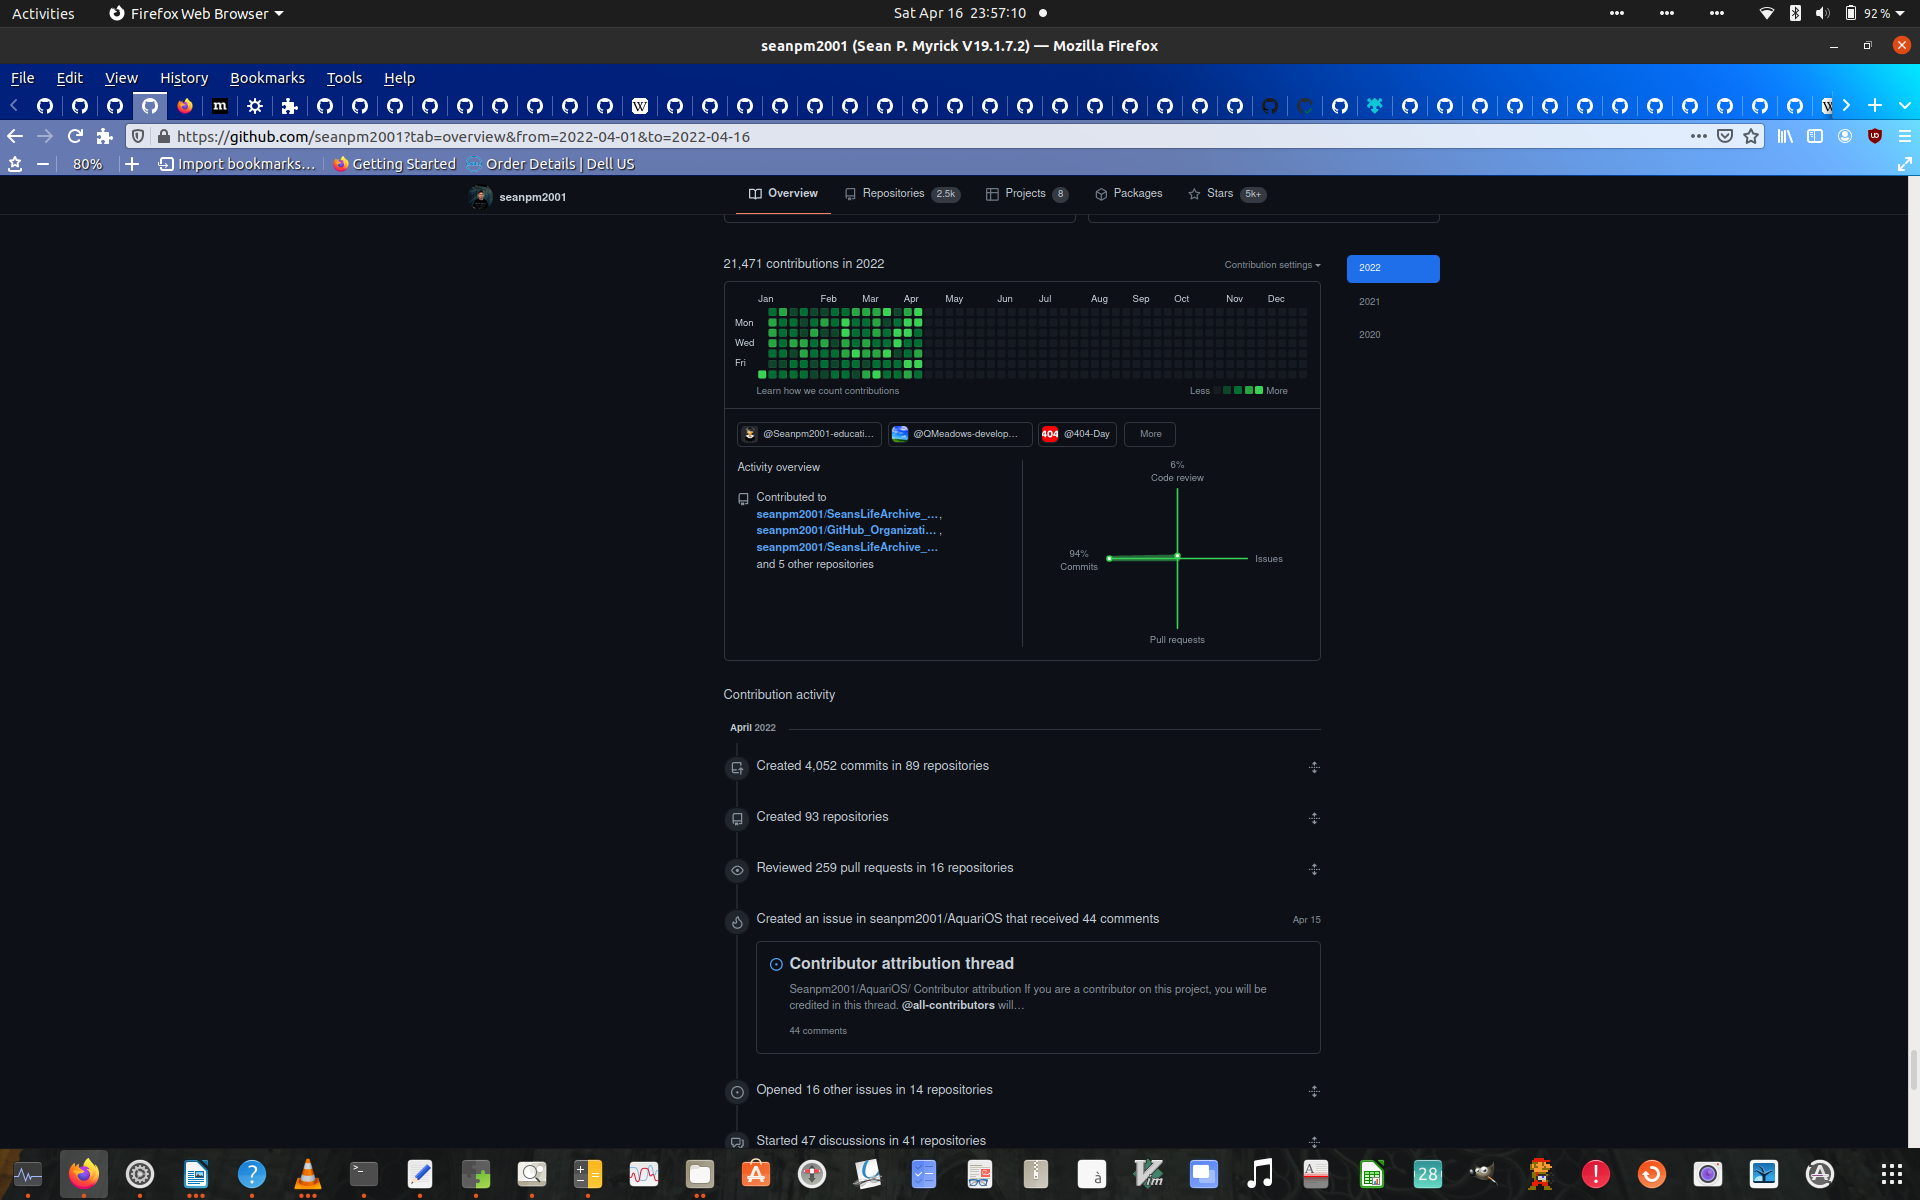 Activities
Firefox Web Browser
Sat Apr 16 23:57:10
92 %
seanpm2001 (Sean P. Myrick V19.1.7.2) — Mozilla Firefox
File Edit View History Bookmarks Tools Help
https://github.com/seanpm2001?tab=overview&from=2022-04-01&to=2022-04-16
80%
Import bookmarks...
Getting Started
Order Details | Dell US
seanpm2001
Overview
Repositories 2.5k
Projects 8
Packages
Stars 5k+
21,471 contributions in 2022
Contribution settings
2022
2021
2020
Jan Feb Mar Apr May Jun Jul Aug Sep Oct Nov Dec
Mon
Wed
Fri
Learn how we count contributions
Less More
@Seanpm2001-educati...
@QMeadows-develop...
404 @404-Day
More
Activity overview
Contributed to
seanpm2001/SeansLifeArchive_...,
seanpm2001/GitHub_Organizati... ,
seanpm2001/SeansLifeArchive_...
and 5 other repositories
6%
Code review
94%
Commits
Issues
Pull requests
Contribution activity
April 2022
Created 4,052 commits in 89 repositories
Created 93 repositories
Reviewed 259 pull requests in 16 repositories
Created an issue in seanpm2001/AquariOS that received 44 comments
Apr 15
Contributor attribution thread
Seanpm2001/AquariOS/ Contributor attribution If you are a contributor on this project, you will be
credited in this thread. @all-contributors will...
44 comments
Opened 16 other issues in 14 repositories
Started 47 discussions in 41 repositories
28